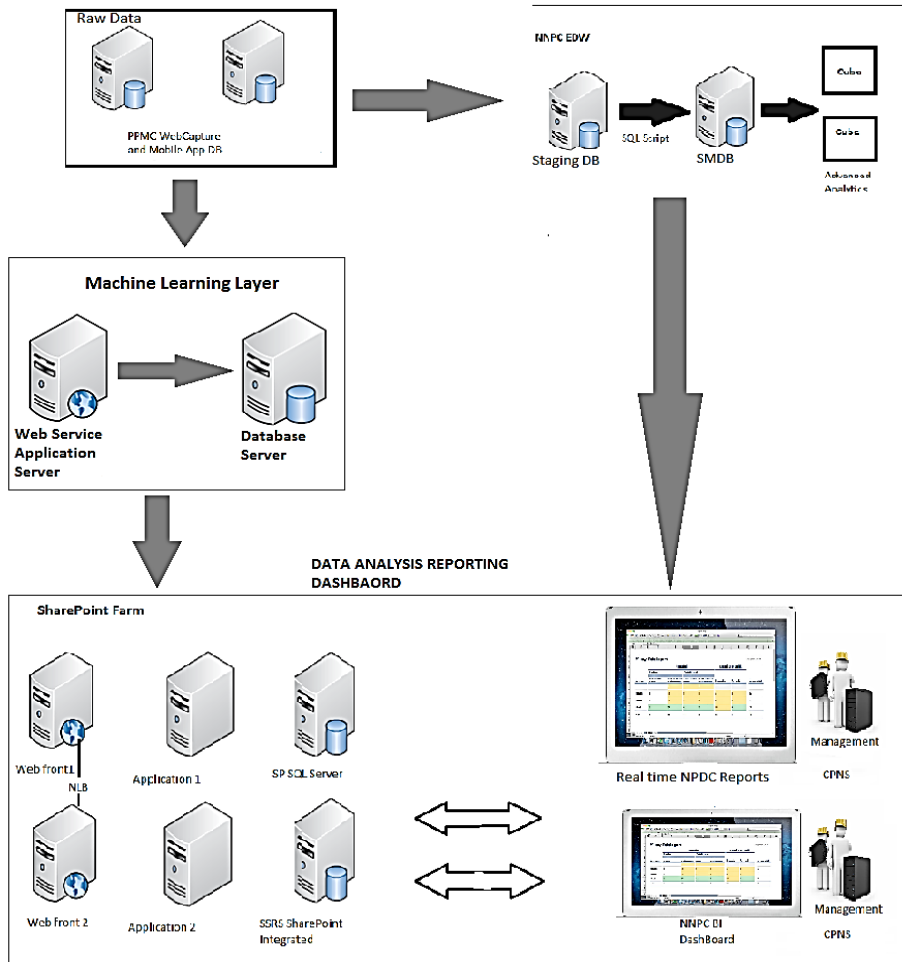 Raw Data
PPMC WebCapture
and Mobile App DB
NNPC EDW
Staging DB
SQL Script
SMDB
Cube
Cube
Advanced
Analytics
Machine Learning Layer
Web Service
Application
Server
Database
Server
DATA ANALYSIS REPORTING
DASHBAORD
SharePoint Farm
Web front1
NLB
Application 1
SP SQL Server
Web front 2
Application 2
SSRS SharePoint
Integrated
Real time NPDC Reports
Management
CPNS
NNPC BI
DashBoard
Management
CPNS